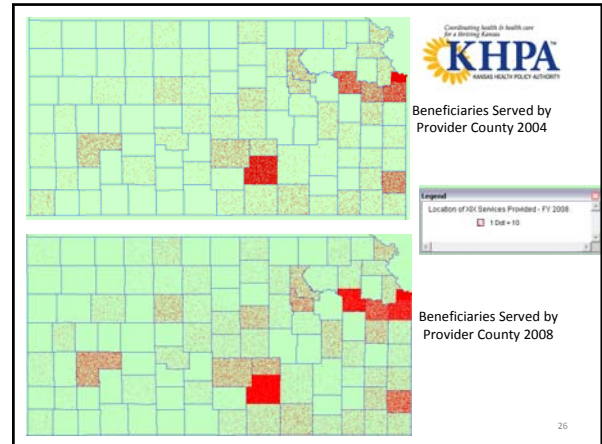 Coordinating health & health care
for a thriving Kansas
KHPA™
KANSAS HEALTH POLICY AUTHORITY
Beneficiaries Served by
Provider County 2004
Legend
Location of XIX Services Provided - FY 2008
1 Dot = 10
Beneficiaries Served by
Provider County 2008
26